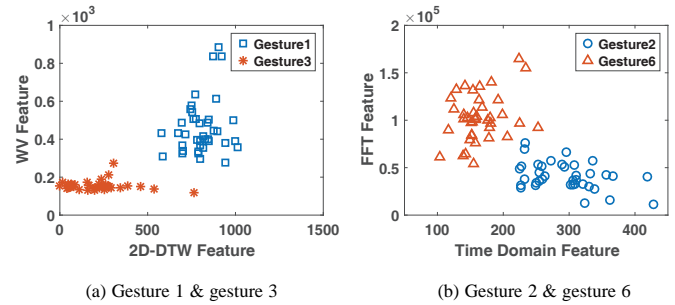 1 ×10³
0.8
0.6
0.4
0.2
0
0 500 1000 1500
WV Feature
2D-DTW Feature
Gesture1
Gesture3
(a) Gesture 1 & gesture 3
2 ×10⁵
1.5
1
0.5
0
100 200 300 400
FFT Feature
Time Domain Feature
Gesture2
Gesture6
(b) Gesture 2 & gesture 6